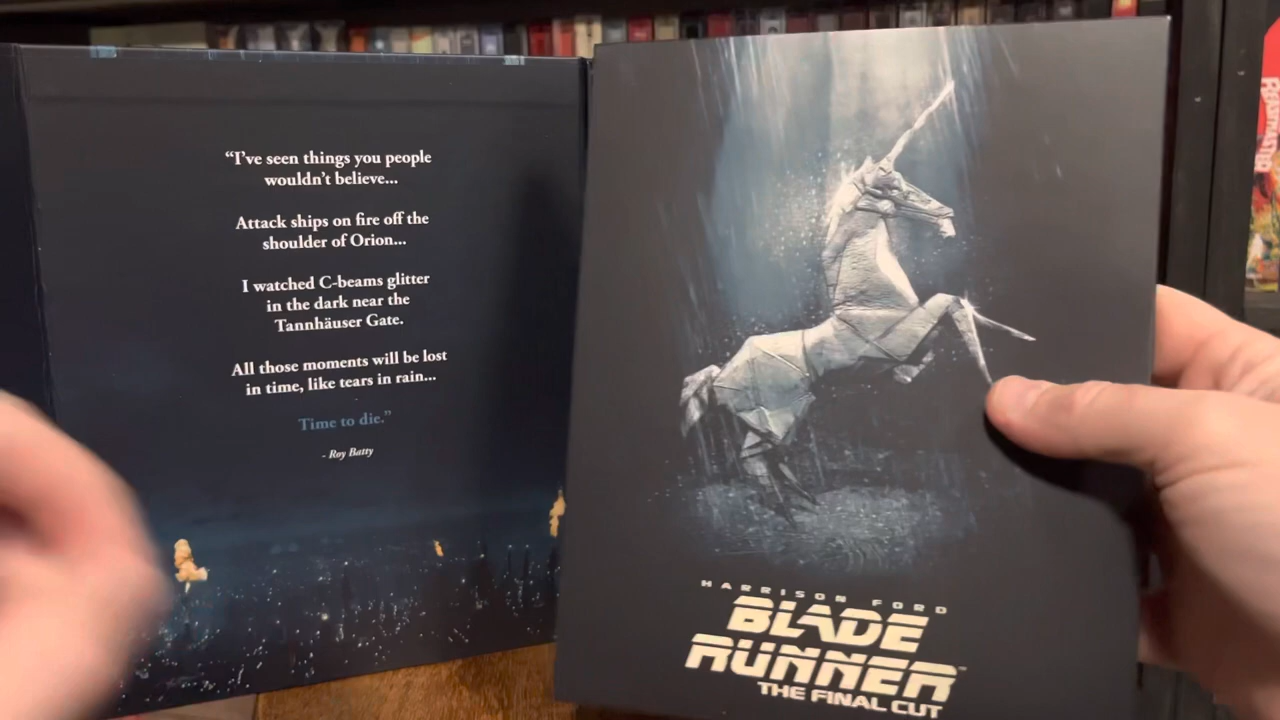 “I’ve seen things you people
wouldn’t believe...
Attack ships on fire off the
shoulder of Orion...
I watched C-beams glitter
in the dark near the
Tannhäuser Gate.
All those moments will be lost
in time, like tears in rain...
Time to die.”
- Roy Batty
HARRISON FORD
BLADE
RUNNER™
THE FINAL CUT
BEASTMASTER